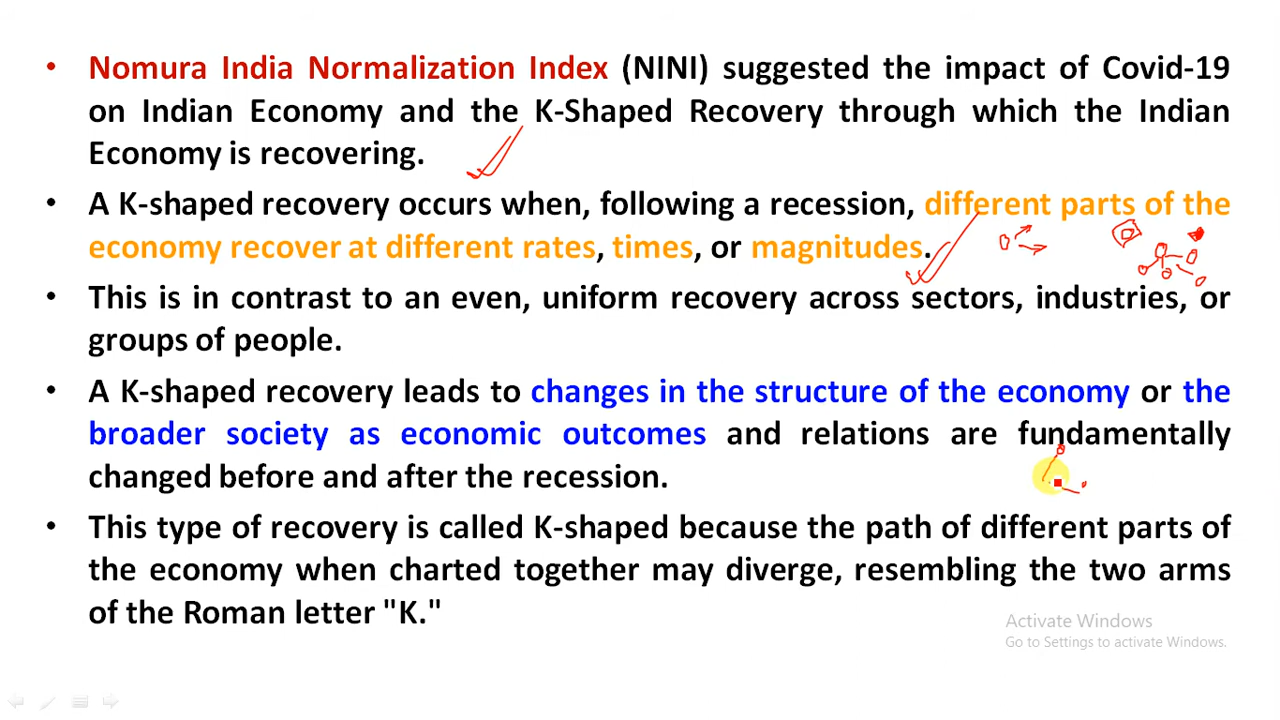 • Nomura India Normalization Index (NINI) suggested the impact of Covid-19
on Indian Economy and the K-Shaped Recovery through which the Indian
Economy is recovering.
• A K-shaped recovery occurs when, following a recession, different parts of the
economy recover at different rates, times, or magnitudes.
• This is in contrast to an even, uniform recovery across sectors, industries, or
groups of people.
• A K-shaped recovery leads to changes in the structure of the economy or the
broader society as economic outcomes and relations are fundamentally
changed before and after the recession.
• This type of recovery is called K-shaped because the path of different parts of
the economy when charted together may diverge, resembling the two arms
of the Roman letter "K."
Activate Windows
Go to Settings to activate Windows.